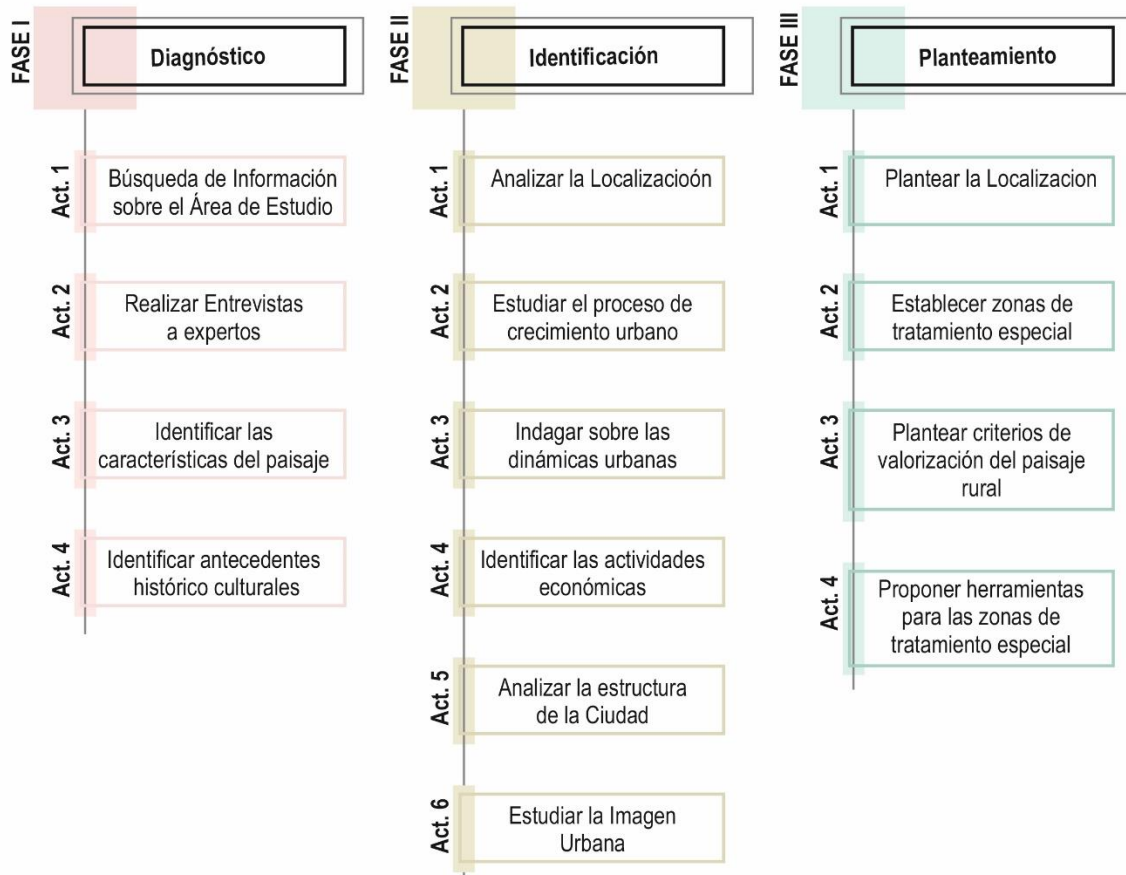 FASE I
Diagnóstico
Act. 1
Búsqueda de Información
sobre el Área de Estudio
Act. 2
Realizar Entrevistas
a expertos
Act. 3
Identificar las
características del paisaje
Act. 4
Identificar antecedentes
histórico culturales
FASE II
Identificación
Act. 1
Analizar la Localizacioón
Act. 2
Estudiar el proceso de
crecimiento urbano
Act. 3
Indagar sobre las
dinámicas urbanas
Act. 4
Identificar las actividades
económicas
Act. 5
Analizar la estructura
de la Ciudad
Act. 6
Estudiar la Imagen
Urbana
FASE III
Planteamiento
Act. 1
Plantear la Localizacion
Act. 2
Establecer zonas de
tratamiento especial
Act. 3
Plantear criterios de
valorización del paisaje
rural
Act. 4
Proponer herramientas
para las zonas de
tratamiento especial